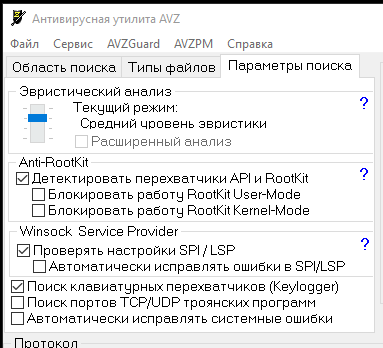 Антивирусная утилита AVZ
Файл Сервис AVZGuard AVZPM Справка
Область поиска Типы файлов Параметры поиска
Эвристический анализ
Текущий режим: ?
Средний уровень эвристики
Расширенный анализ
Anti-RootKit
Детектировать перехватчики API и RootKit ?
Блокировать работу RootKit User-Mode
Блокировать работу RootKit Kernel-Mode
Winsock Service Provider
Проверять настройки SPI / LSP ?
Автоматически исправлять ошибки в SPI/LSP
Поиск клавиатурных перехватчиков (Keylogger) ?
Поиск портов TCP/UDP троянских программ
Автоматически исправлять системные ошибки
Протокол